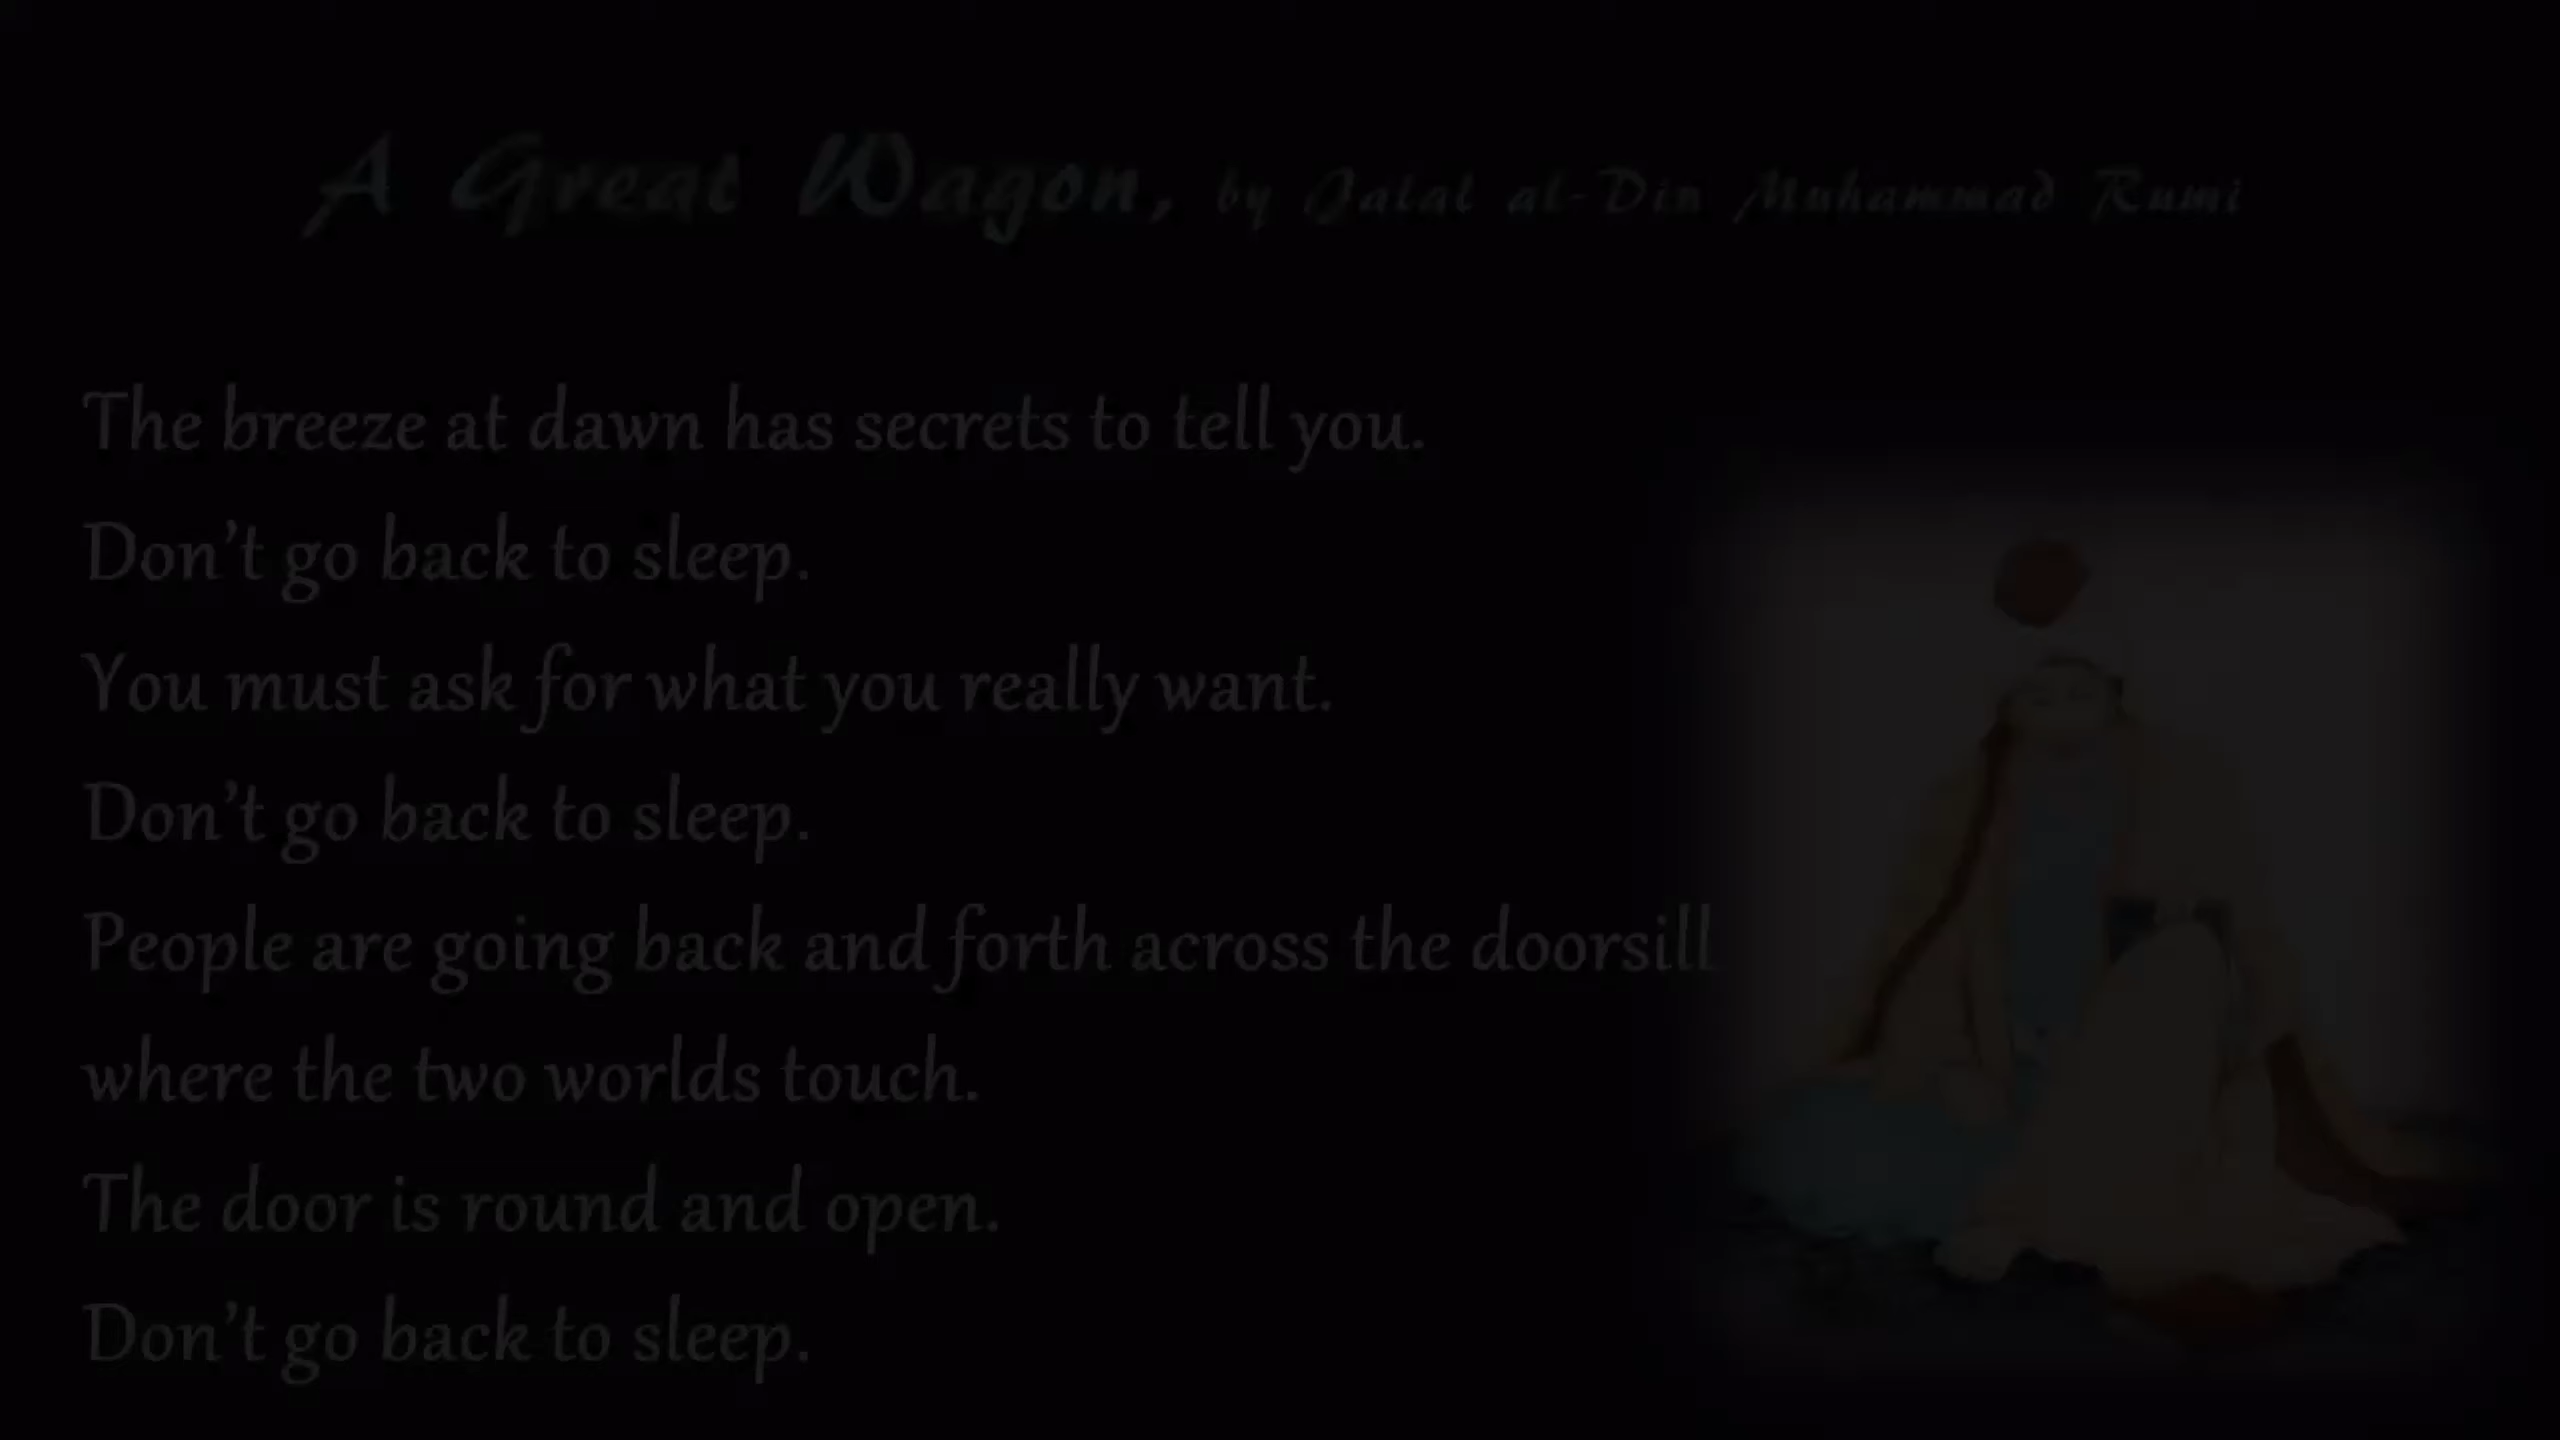 A Great Wagon, by Jalal al-Din Muhammad Rumi
The breeze at dawn has secrets to tell you.
Don’t go back to sleep.
You must ask for what you really want.
Don’t go back to sleep.
People are going back and forth across the doorsill
where the two worlds touch.
The door is round and open.
Don’t go back to sleep.